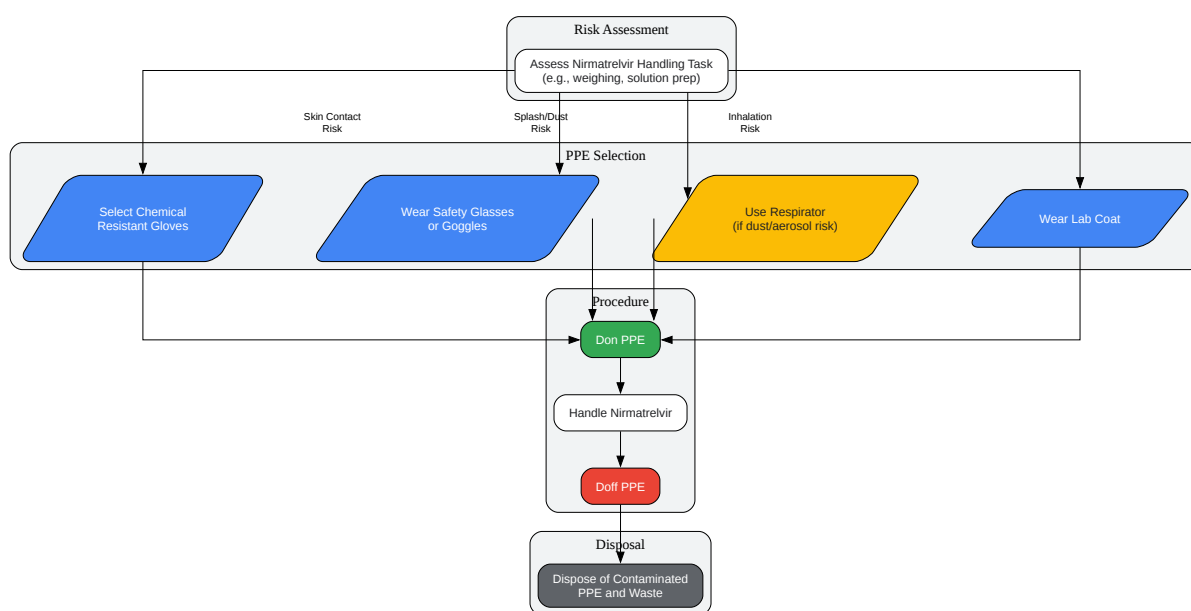 Risk Assessment
Assess Nirmatrelvir Handling Task
(e.g., weighing, solution prep)
Skin Contact
Risk
Splash/Dust
Risk
Inhalation
Risk
PPE Selection
Select Chemical
Resistant Gloves
Wear Safety Glasses
or Goggles
Use Respirator
(if dust/aerosol risk)
Wear Lab Coat
Procedure
Don PPE
Handle Nirmatrelvir
Doff PPE
Disposal
Dispose of Contaminated
PPE and Waste